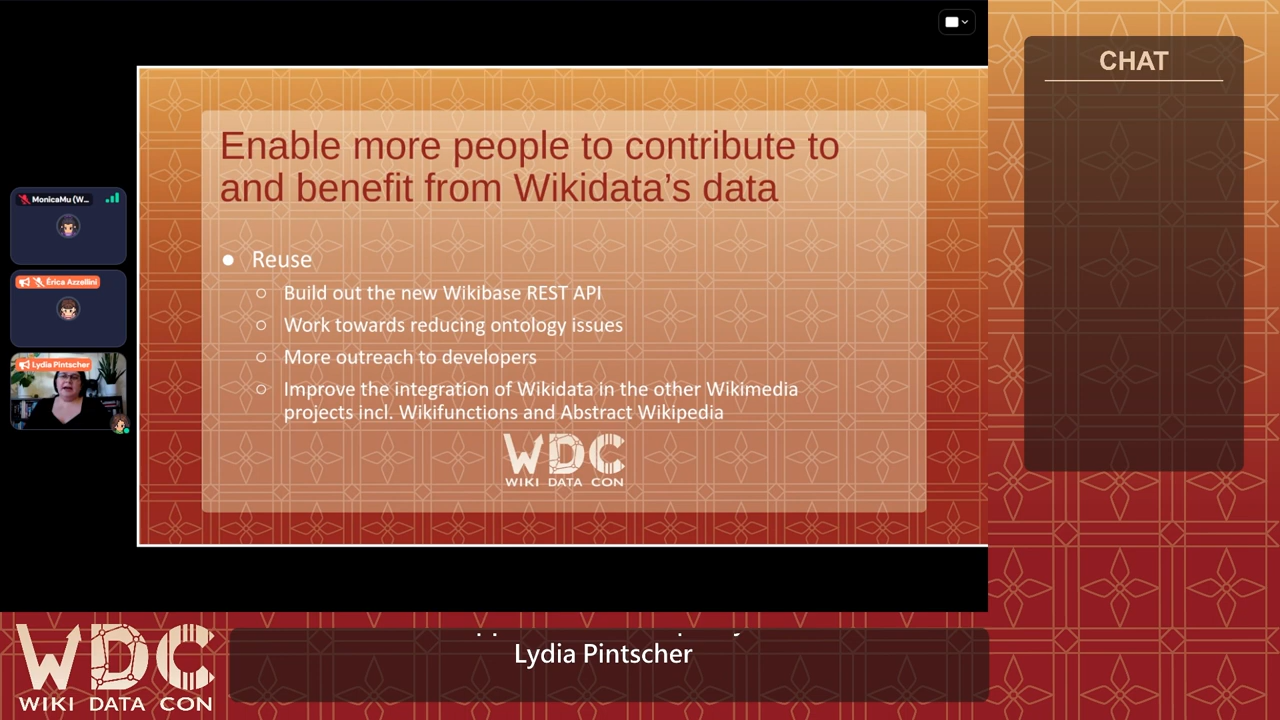 CHAT
Enable more people to contribute to
and benefit from Wikidata's data
MonicaMu (W...
Érica Azzellini
Lydia Pintscher
● Reuse
○ Build out the new Wikibase REST API
○ Work towards reducing ontology issues
○ More outreach to developers
○ Improve the integration of Wikidata in the other Wikimedia
projects incl. Wikifunctions and Abstract Wikipedia
WDC
WIKI DATA CON
WDC
WIKI DATA CON
Lydia Pintscher